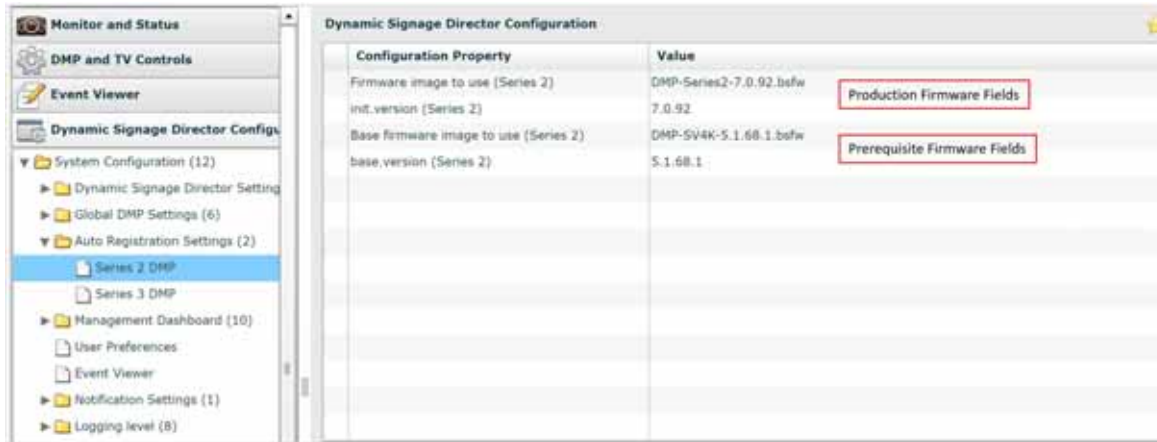 Monitor and Status
DMP and TV Controls
Event Viewer
Dynamic Signage Director Configu
System Configuration (12)
Dynamic Signage Director Setting
Global DMP Settings (6)
Auto Registration Settings (2)
Series 2 DMP
Series 3 DMP
Management Dashboard (10)
User Preferences
Event Viewer
Notification Settings (1)
Logging level (8)
Dynamic Signage Director Configuration
Configuration Property Value
Firmware image to use (Series 2) DMP-Series2-7.0.92.bsfw
init.version (Series 2) 7.0.92
Production Firmware Fields
Base firmware image to use (Series 2) DMP-SV4K-5.1.68.1.bsfw
base.version (Series 2) 5.1.68.1
Prerequisite Firmware Fields